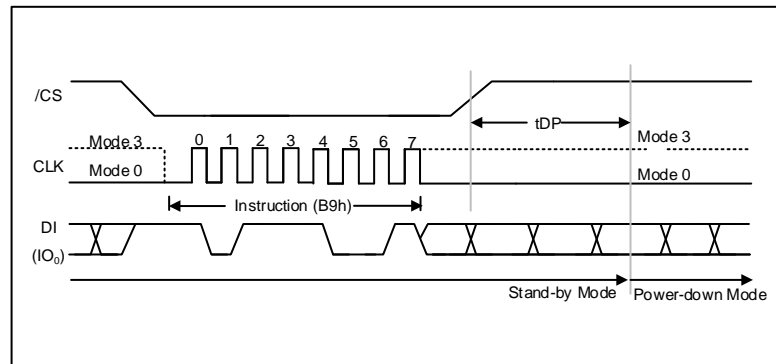 /CS
tDP
Mode 3
Mode 0
CLK
0 1 2 3 4 5 6 7
Mode 3
Mode 0
Instruction (B9h)
DI
(IO₀)
Stand-by Mode
Power-down Mode